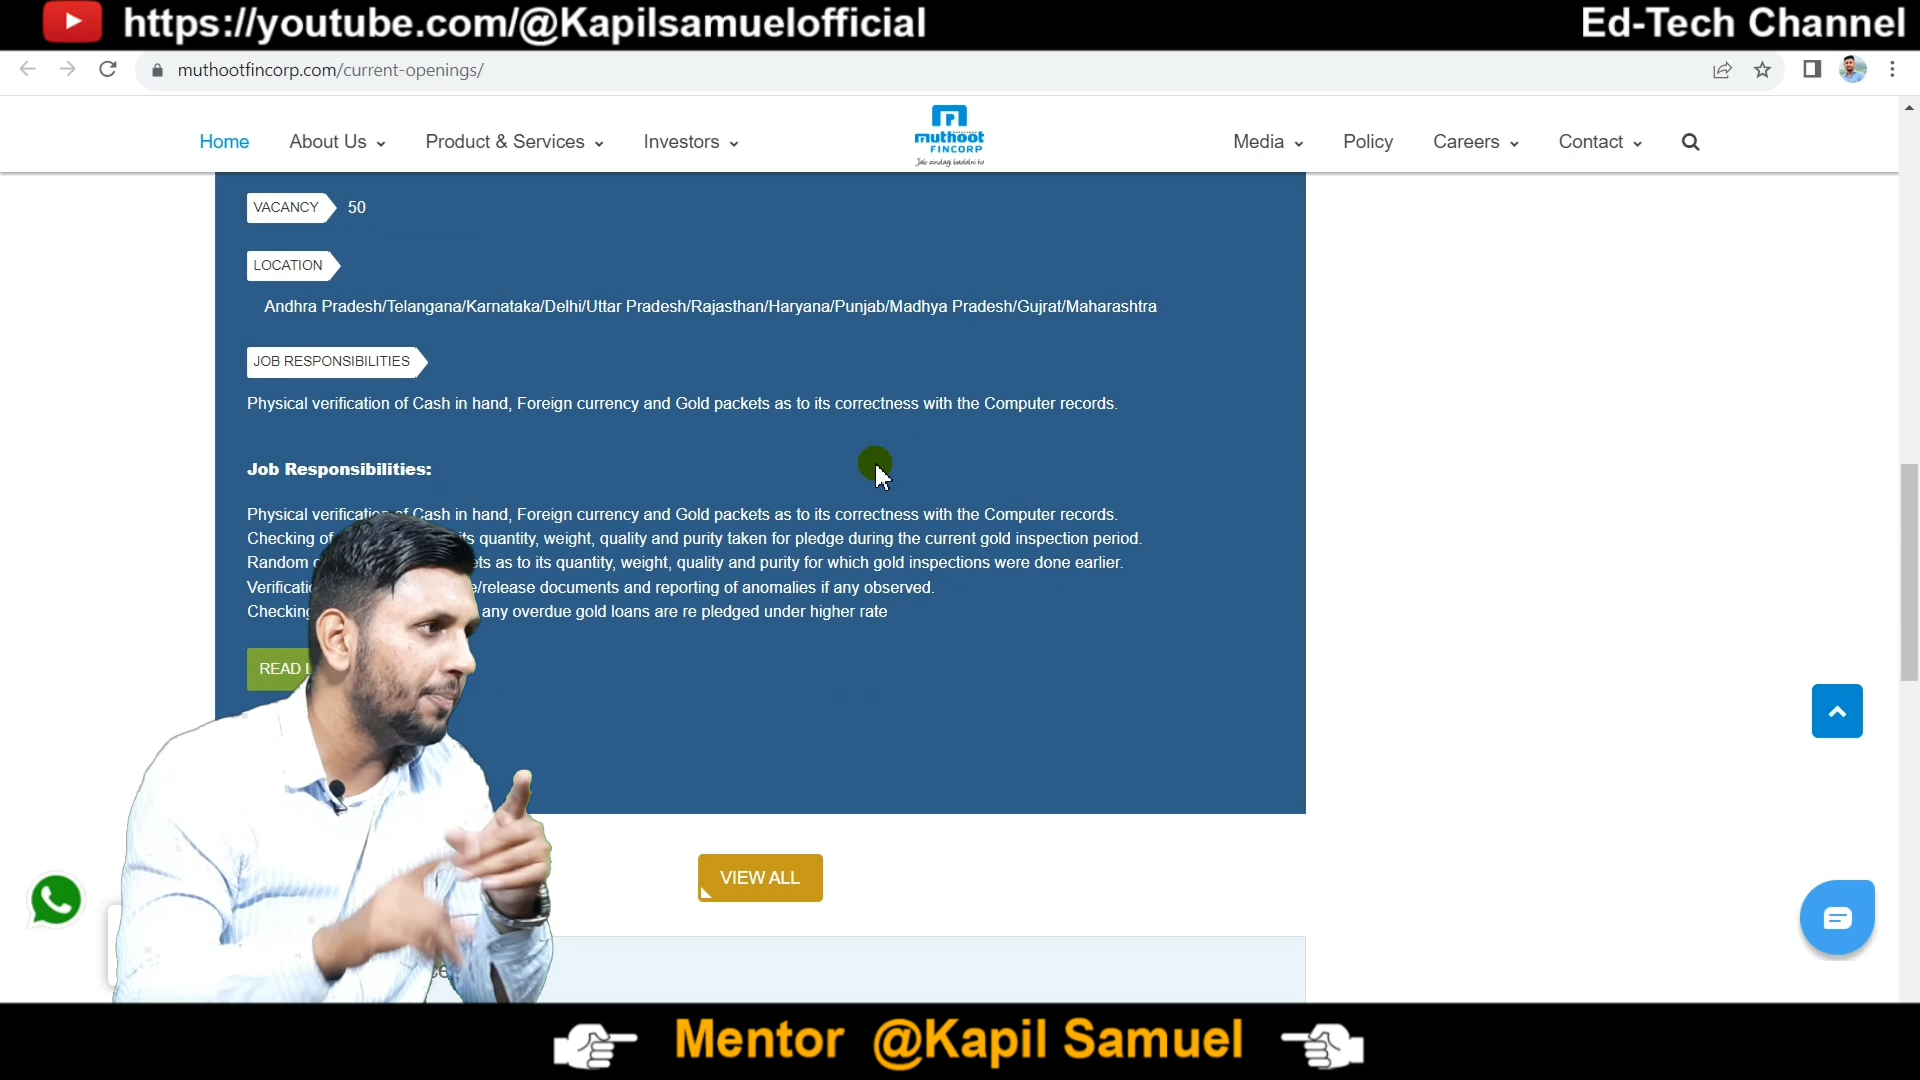 https://youtube.com/@Kapilsamuelofficial
Ed-Tech Channel
muthootfincorp.com/current-openings/
Home
About Us
Product & Services
Investors
muthoot
FINCORP
Media
Policy
Careers
Contact
VACANCY 50
LOCATION
Andhra Pradesh/Telangana/Karnataka/Delhi/Uttar Pradesh/Rajasthan/Haryana/Punjab/Madhya Pradesh/Gujrat/Maharashtra
JOB RESPONSIBILITIES
Physical verification of Cash in hand, Foreign currency and Gold packets as to its correctness with the Computer records.
Job Responsibilities:
Physical verification of Cash in hand, Foreign currency and Gold packets as to its correctness with the Computer records.
Checking of its quantity, weight, quality and purity taken for pledge during the current gold inspection period.
Random as to its quantity, weight, quality and purity for which gold inspections were done earlier.
/release documents and reporting of anomalies if any observed.
Checking any overdue gold loans are re pledged under higher rate
READ
VIEW ALL
Mentor @Kapil Samuel